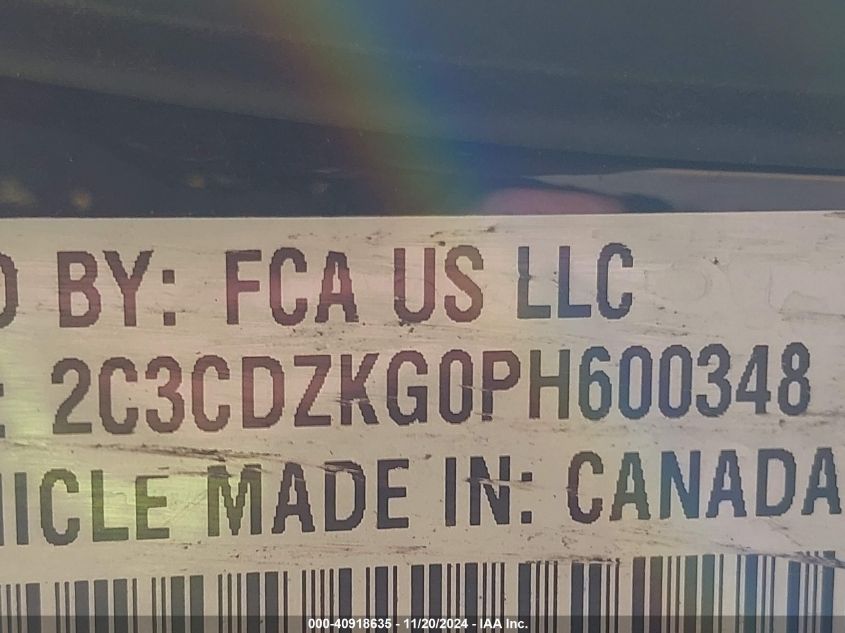 BY: FCA US LLC
: 2C3CDZKG0PH600348
HICLE MADE IN: CANADA
000-40918635 - 11/20/2024 - IAA Inc.